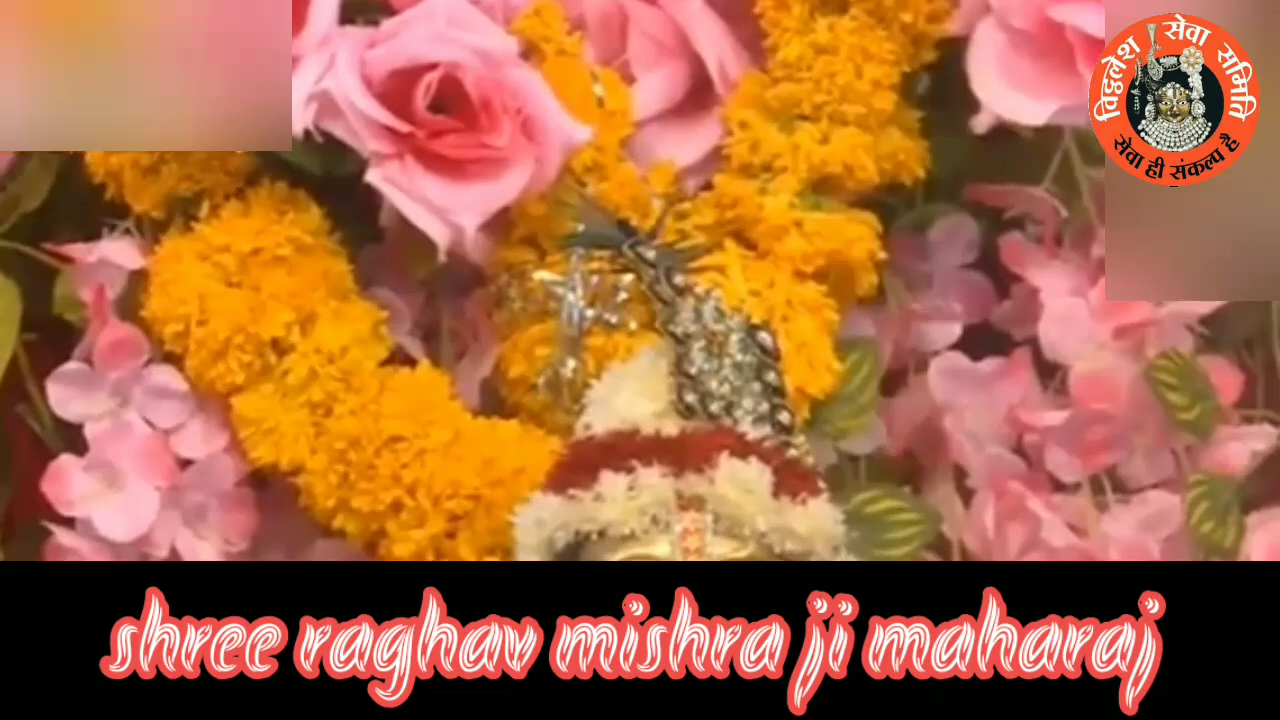 विठ्ठलेश सेवा समिति
सेवा ही संकल्प है
shree raghav mishra ji maharaj